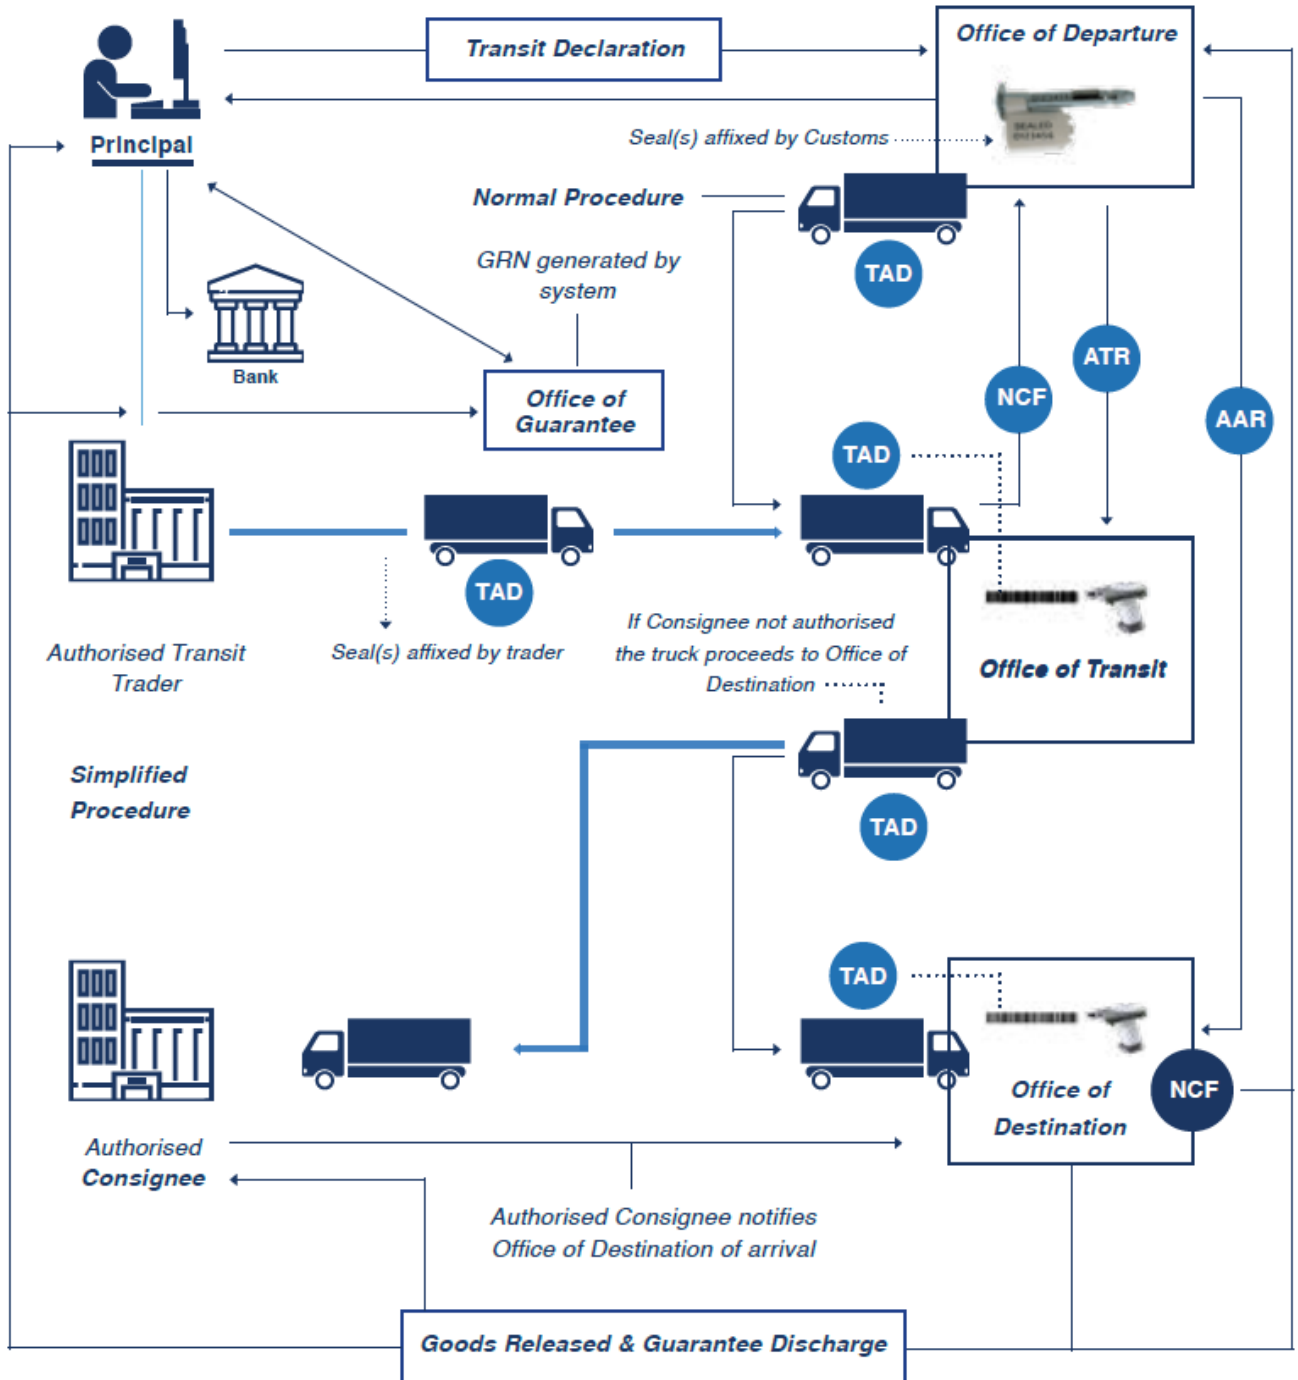 Transit Declaration
Office of Departure
SEALED
Principal
Seal(s) affixed by Customs
Normal Procedure
TAD
GRN generated by
system
Bank
Office of
Guarantee
NCF
ATR
AAR
TAD
TAD
Authorised Transit
Trader
Seal(s) affixed by trader
If Consignee not authorised
the truck proceeds to Office of
Destination
Office of Transit
Simplified
Procedure
TAD
TAD
Office of
Destination
NCF
Authorised
Consignee
Authorised Consignee notifies
Office of Destination of arrival
Goods Released & Guarantee Discharge